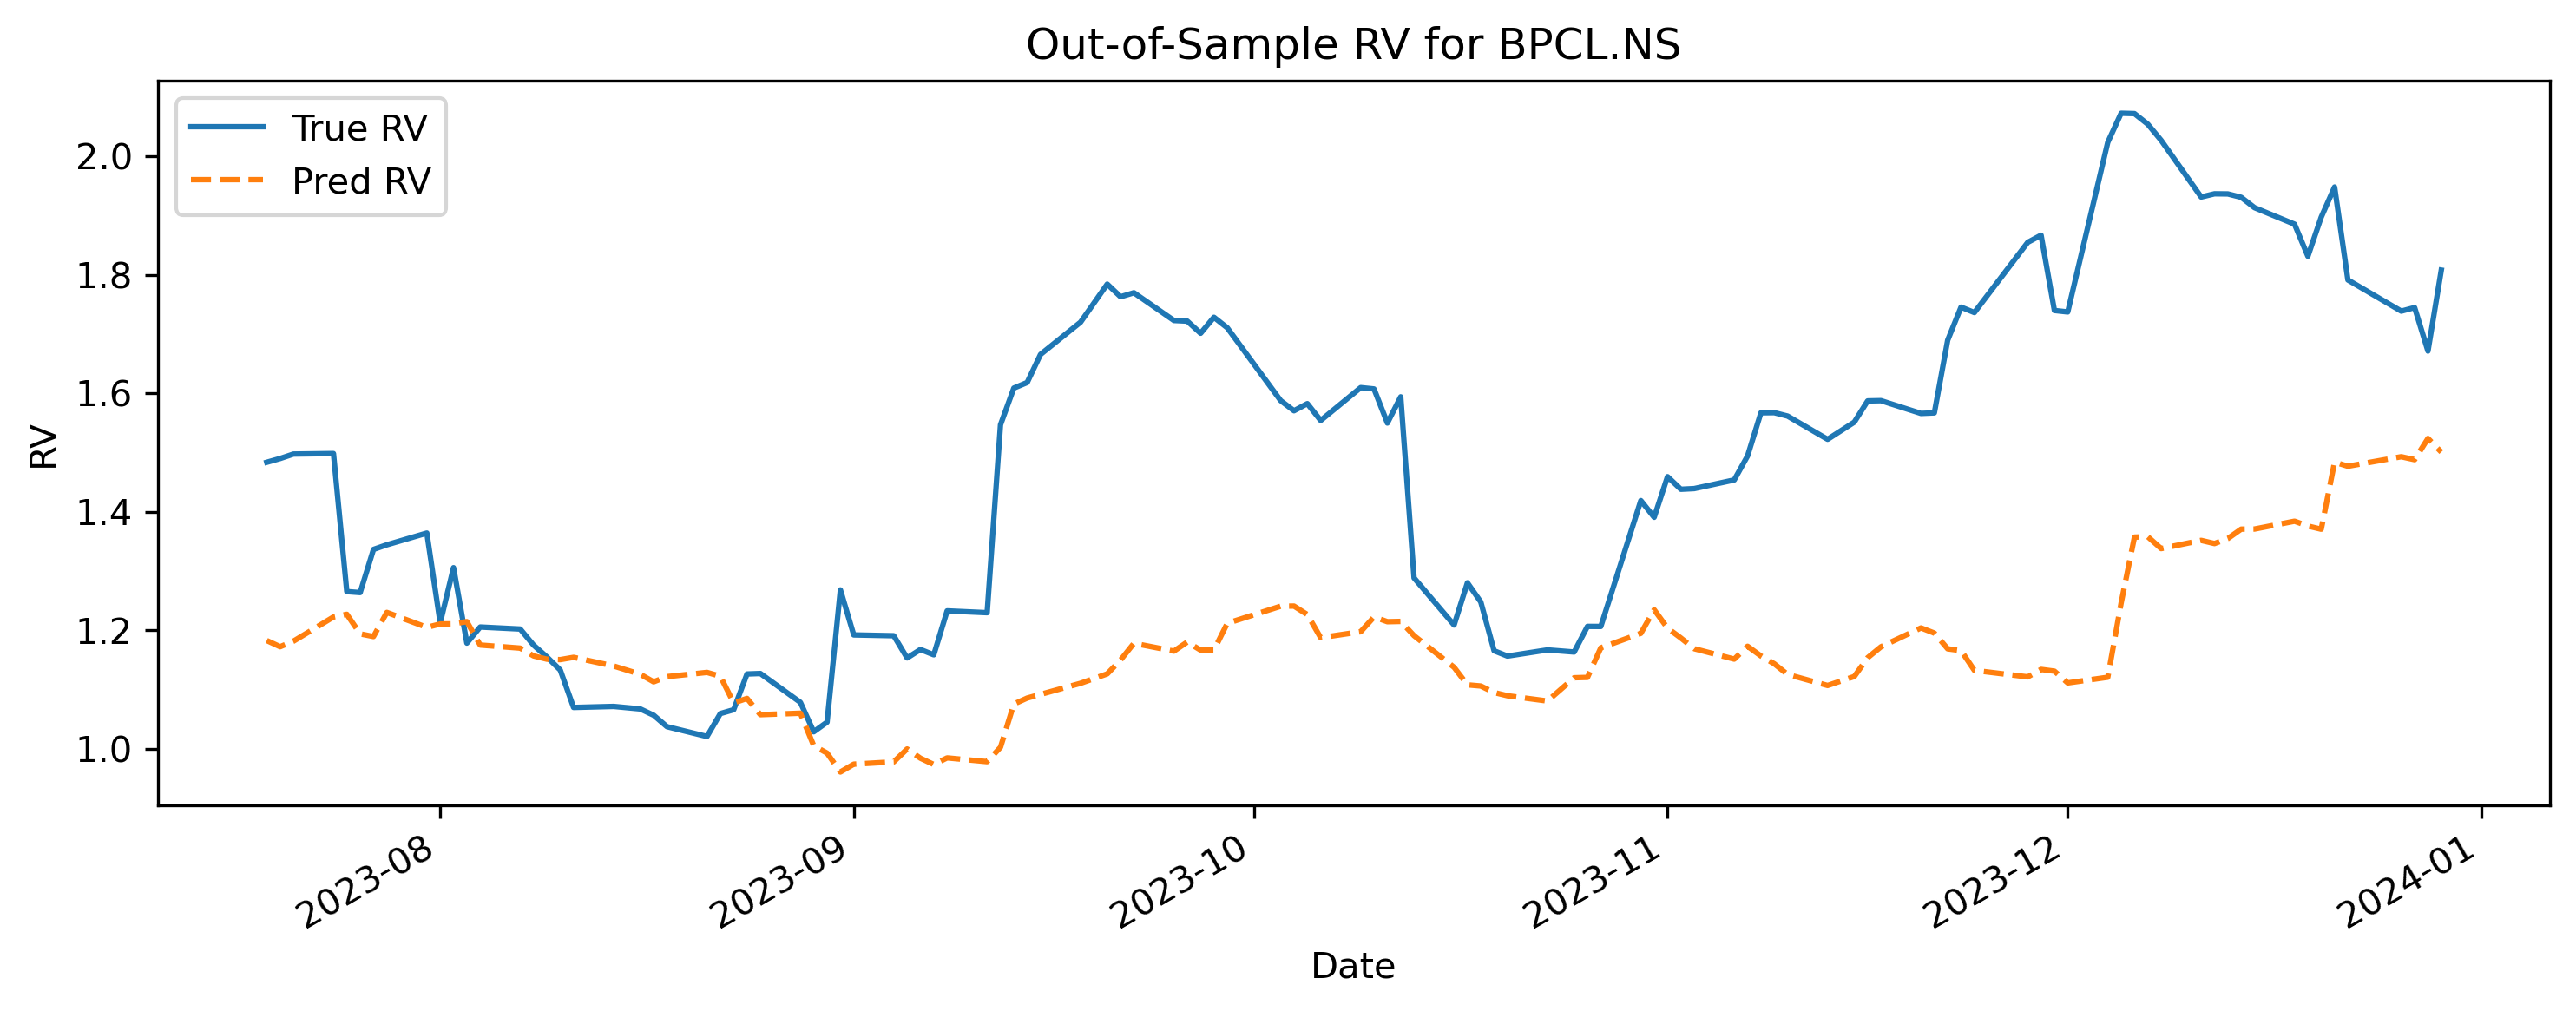 Out-of-Sample RV for BPCL.NS
True RV
Pred RV
RV
2.0
1.8
1.6
1.4
1.2
1.0
2023-08
2023-09
2023-10
2023-11
2023-12
2024-01
Date